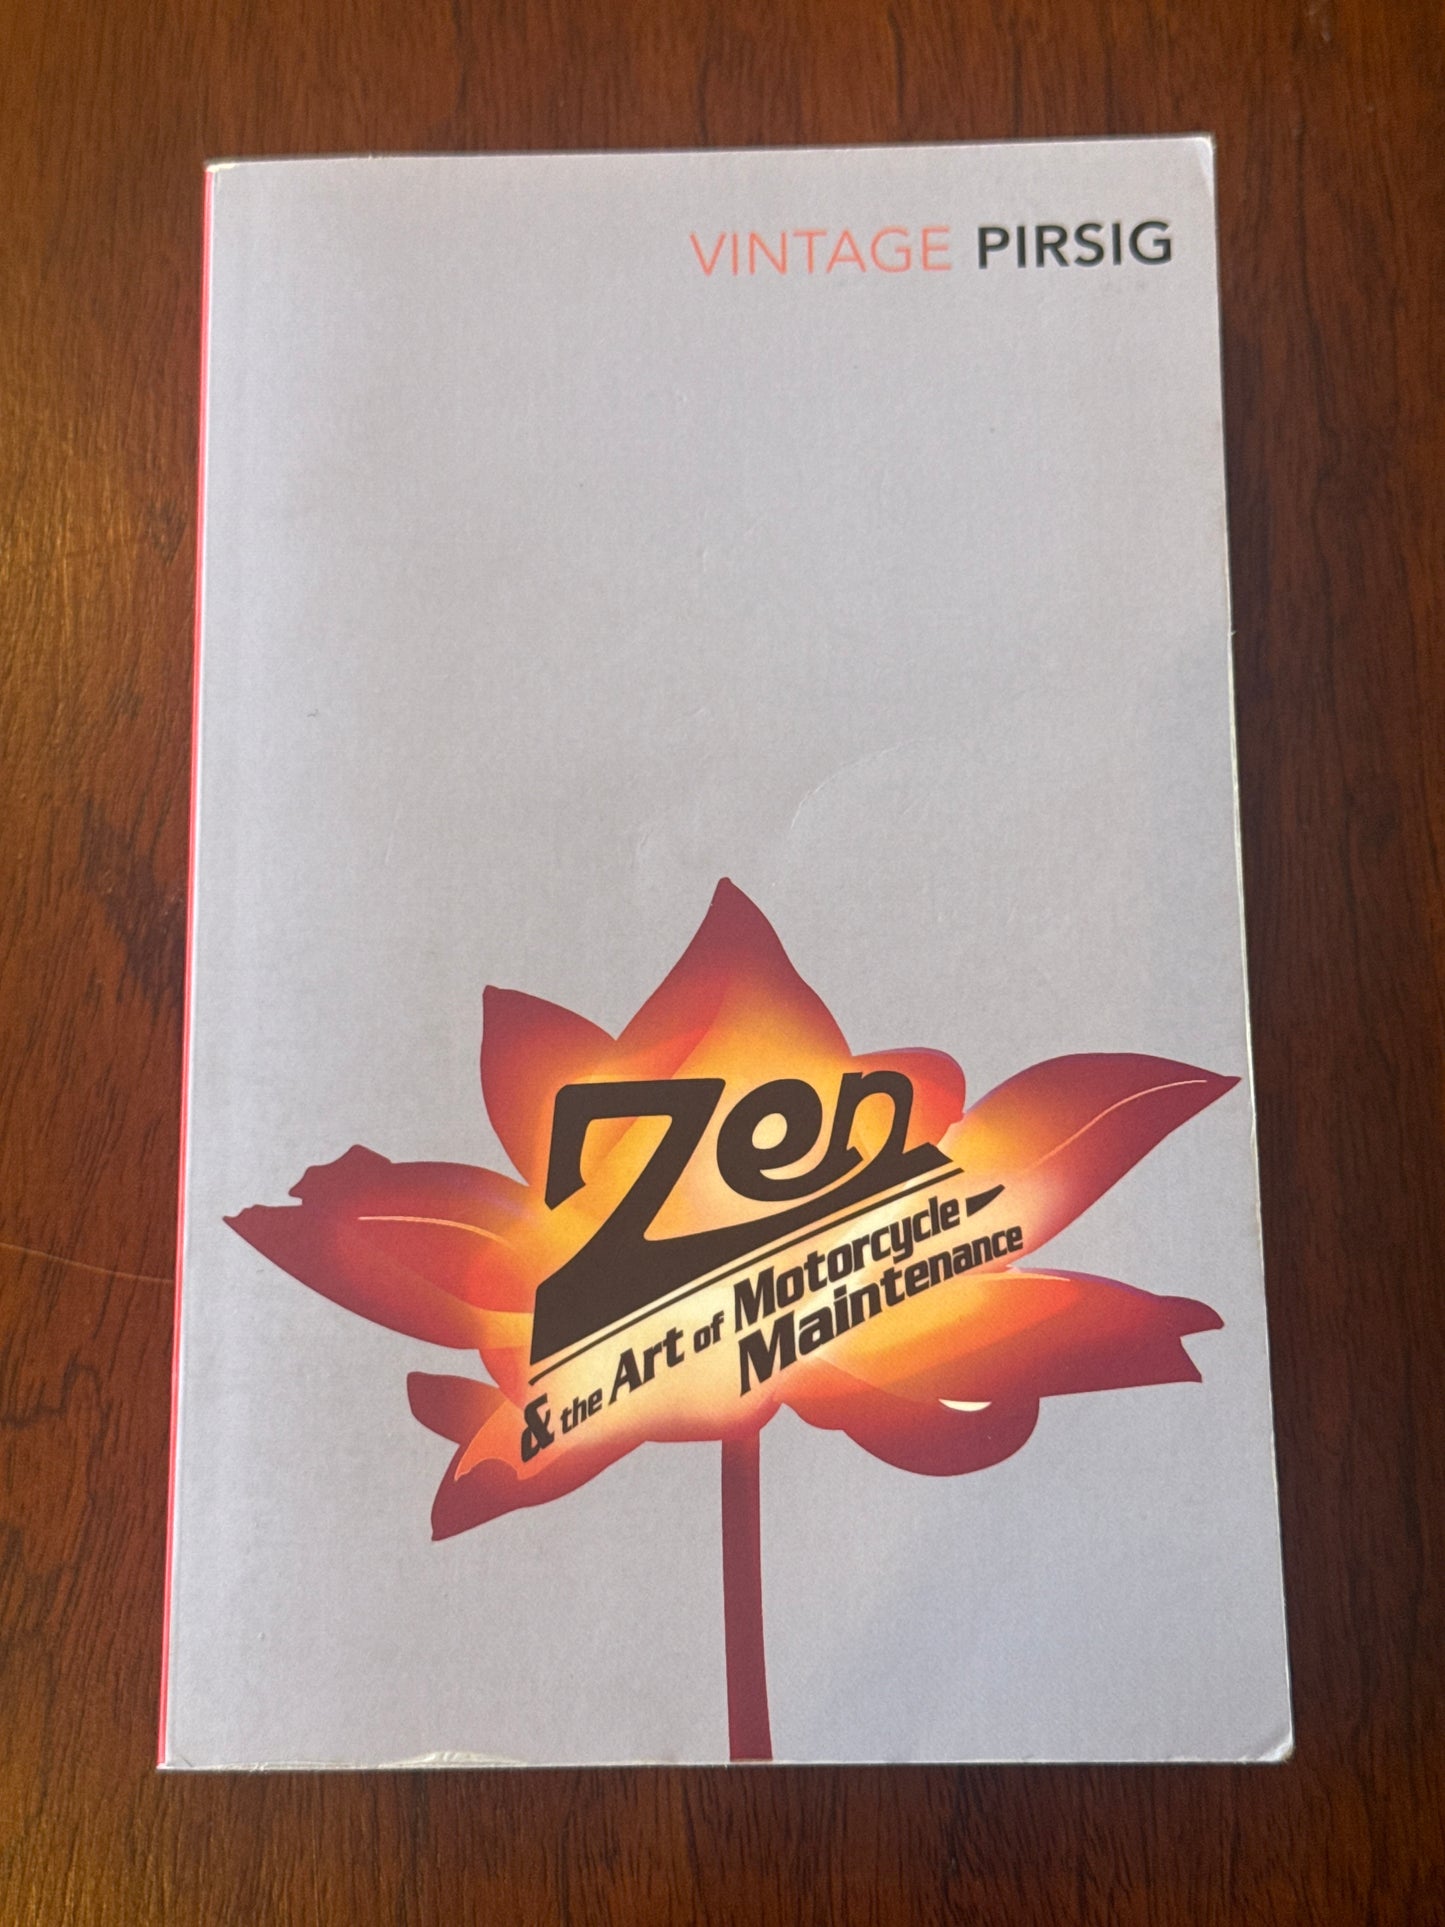 VINTAGE PIRSIG
Zen
& the Art of Motorcycle
Maintenance